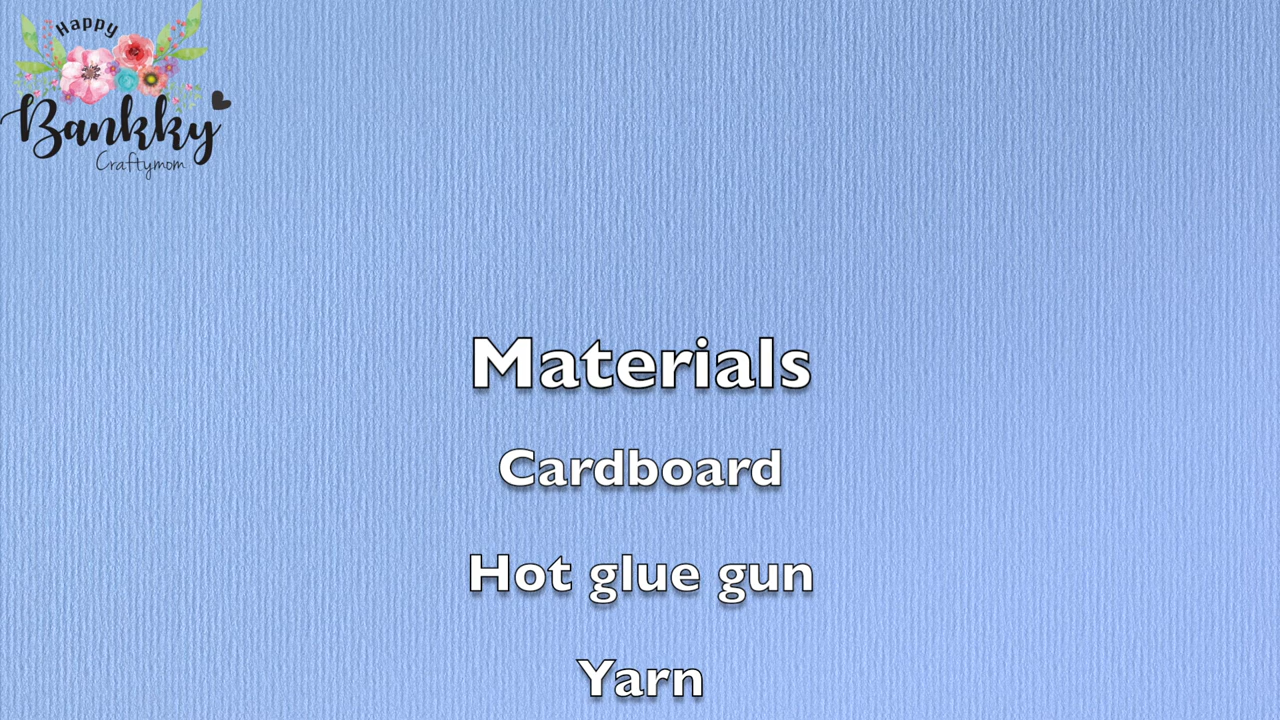 Happy
Bankky
Craftymom
Materials
Cardboard
Hot glue gun
Yarn